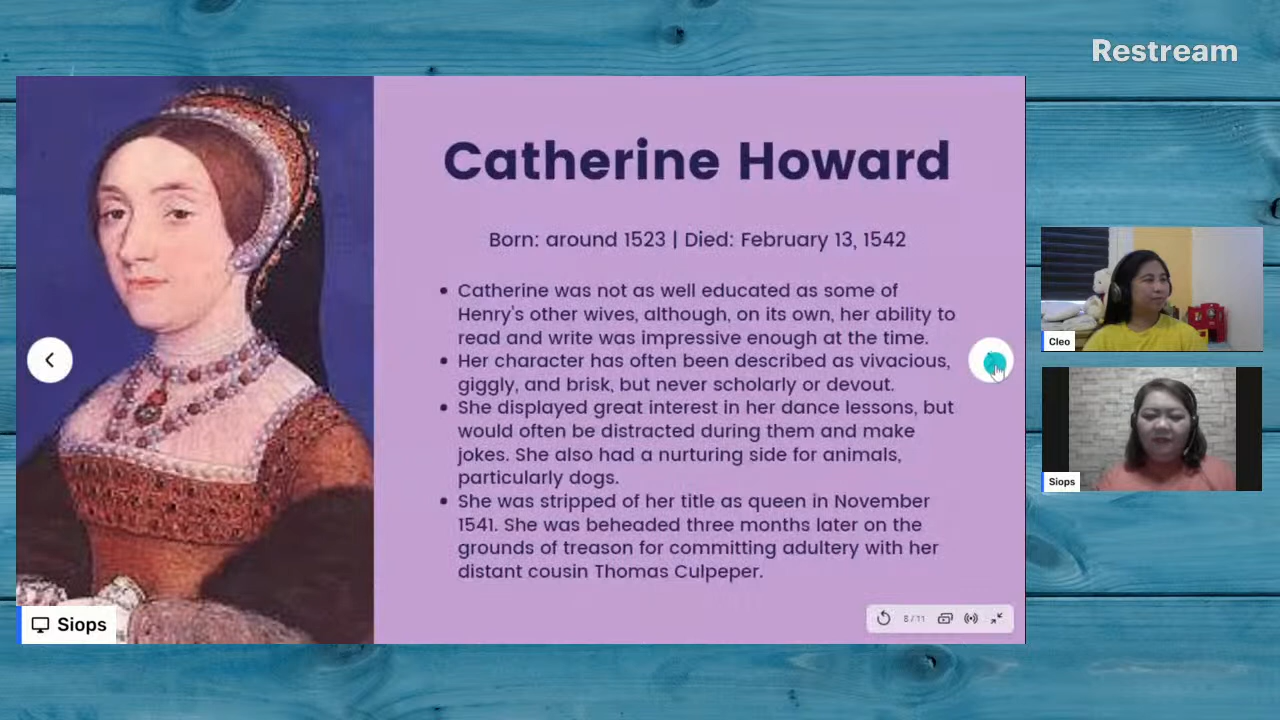 Restream
Catherine Howard
Born: around 1523 | Died: February 13, 1542
• Catherine was not as well educated as some of
Henry's other wives, although, on its own, her ability to
read and write was impressive enough at the time.
• Her character has often been described as vivacious,
giggly, and brisk, but never scholarly or devout.
• She displayed great interest in her dance lessons, but
would often be distracted during them and make
jokes. She also had a nurturing side for animals,
particularly dogs.
• She was stripped of her title as queen in November
1541. She was beheaded three months later on the
grounds of treason for committing adultery with her
distant cousin Thomas Culpeper.
8/11
Siops
Cleo
Siops